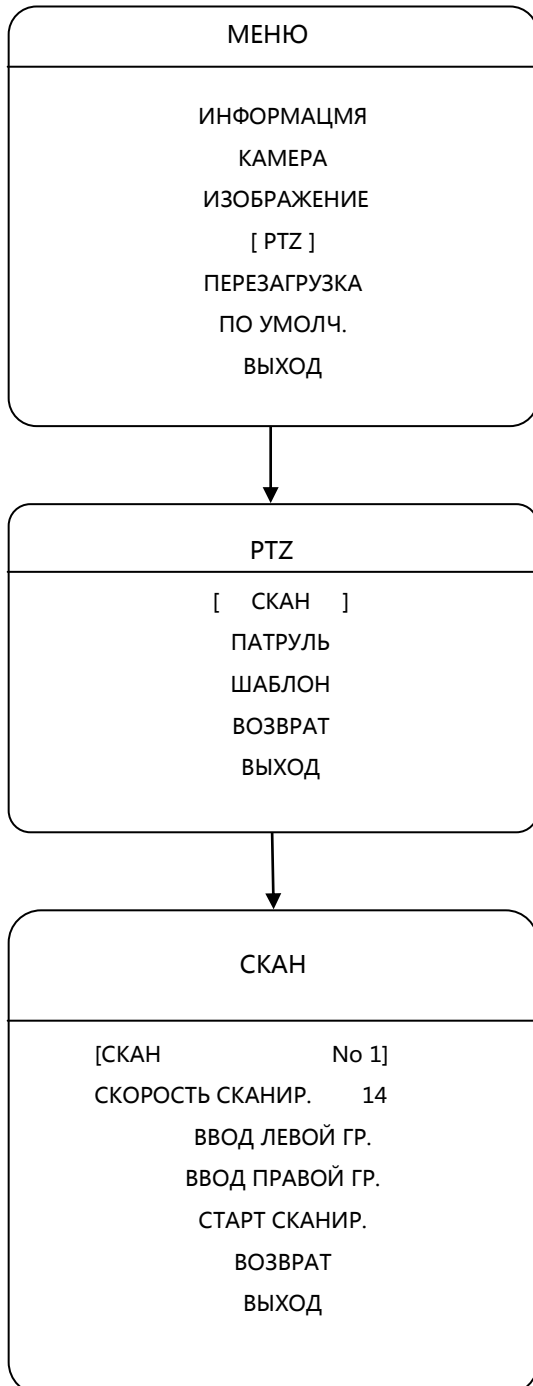 МЕНЮ
ИНФОРМАЦМЯ
КАМЕРА
ИЗОБРАЖЕНИЕ
[ PTZ ]
ПЕРЕЗАГРУЗКА
ПО УМОЛЧ.
ВЫХОД
PTZ
[ СКАН ]
ПАТРУЛЬ
ШАБЛОН
ВОЗВРАТ
ВЫХОД
СКАН
[СКАН No 1]
СКОРОСТЬ СКАНИР. 14
ВВОД ЛЕВОЙ ГР.
ВВОД ПРАВОЙ ГР.
СТАРТ СКАНИР.
ВОЗВРАТ
ВЫХОД